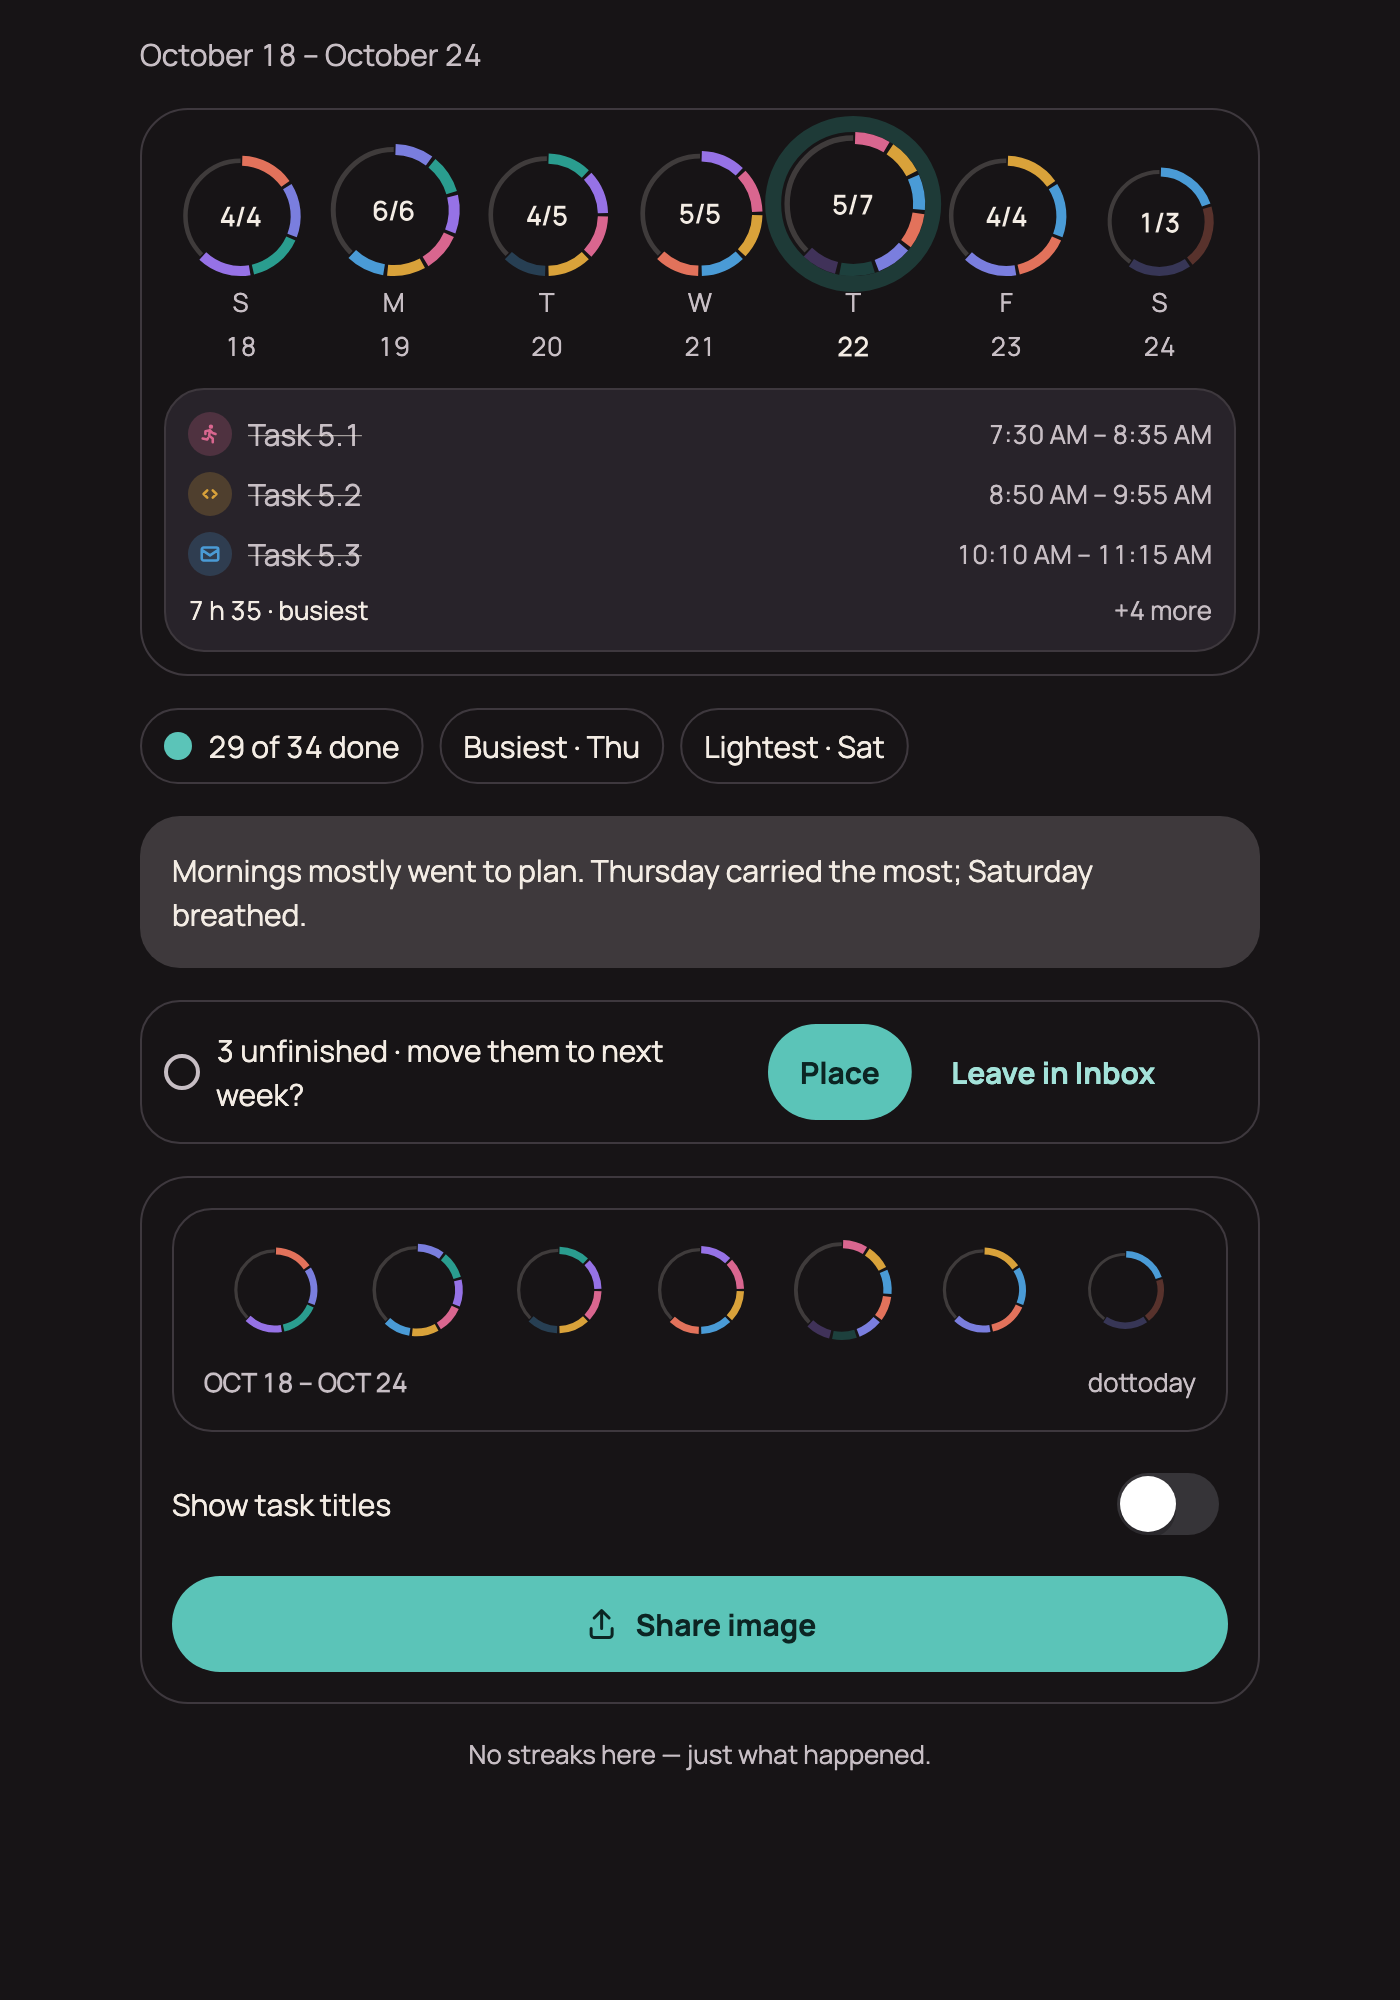 October 18 – October 24
4/4
6/6
4/5
5/5
5/7
4/4
1/3
S
M
T
W
T
F
S
18
19
20
21
22
23
24
Task 5.1
7:30 AM – 8:35 AM
Task 5.2
8:50 AM – 9:55 AM
Task 5.3
10:10 AM – 11:15 AM
7 h 35 · busiest
+4 more
29 of 34 done
Busiest · Thu
Lightest · Sat
Mornings mostly went to plan. Thursday carried the most; Saturday
breathed.
3 unfinished · move them to next
week?
Place
Leave in Inbox
OCT 18 – OCT 24
dottoday
Show task titles
Share image
No streaks here — just what happened.